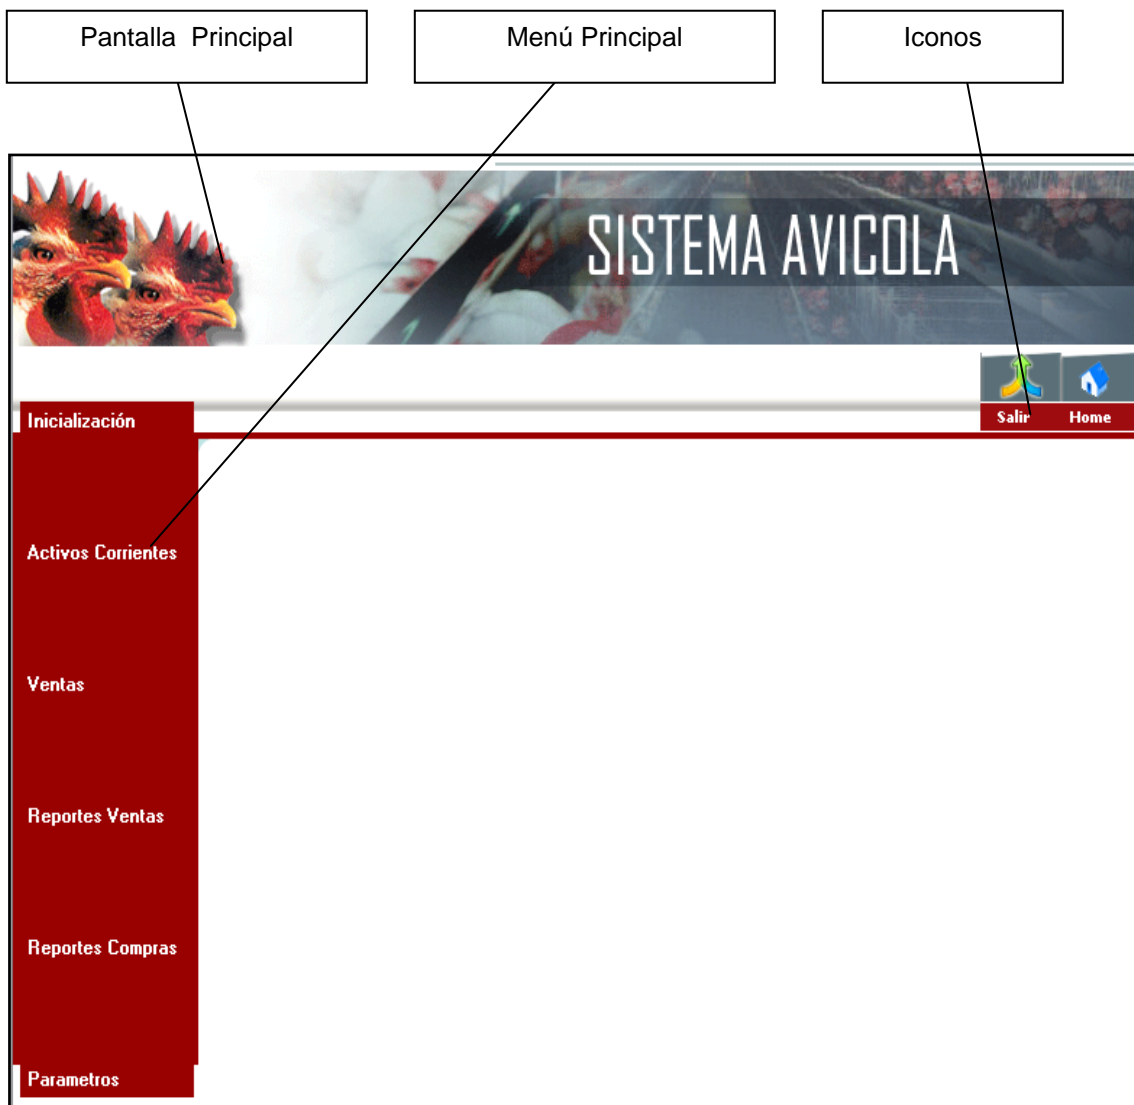 Pantalla  Principal
Menú Principal
Iconos
SISTEMA AVICOLA
Salir
Home
Inicialización
Activos Corrientes
Ventas
Reportes Ventas
Reportes Compras
Parametros